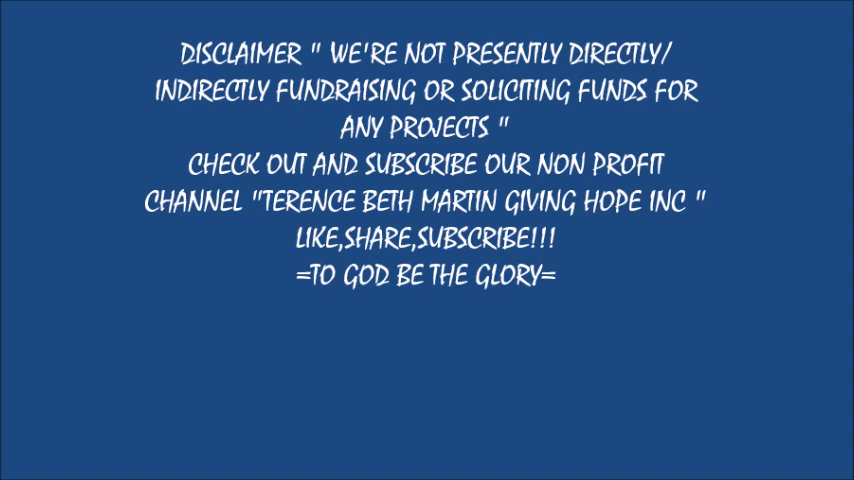 DISCLAIMER " WE'RE NOT PRESENTLY DIRECTLY/
INDIRECTLY FUNDRAISING OR SOLICITING FUNDS FOR
ANY PROJECTS "
CHECK OUT AND SUBSCRIBE OUR NON PROFIT
CHANNEL "TERENCE BETH MARTIN GIVING HOPE INC "
LIKE,SHARE,SUBSCRIBE!!!
=TO GOD BE THE GLORY=